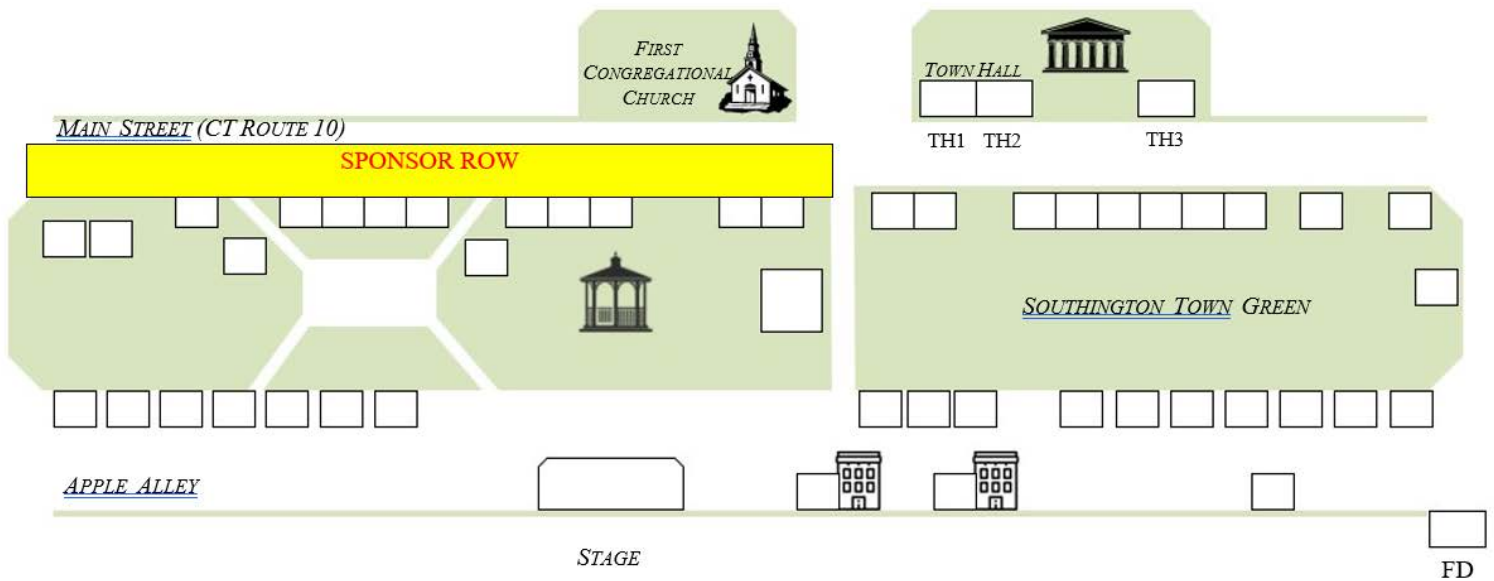 FIRST
CONGREGATIONAL
CHURCH
TOWN HALL
MAIN STREET (CT ROUTE 10)
TH1 TH2 TH3
SPONSOR ROW
SOUTHINGTON TOWN GREEN
APPLE ALLEY
STAGE
FD